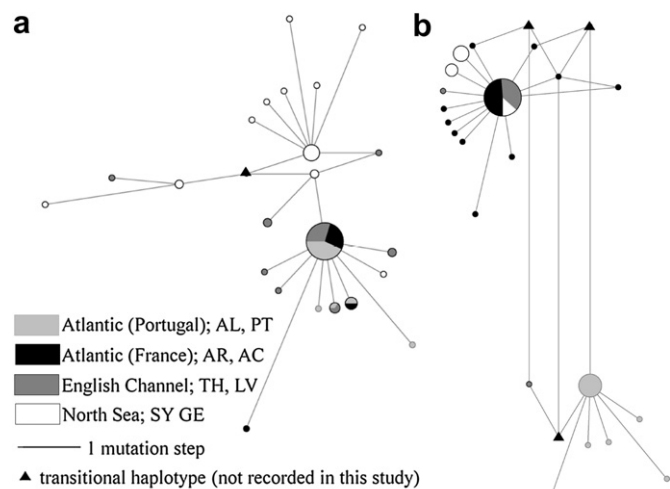 a
b
Atlantic (Portugal); AL, PT
Atlantic (France); AR, AC
English Channel; TH, LV
North Sea; SY GE
1 mutation step
transitional haplotype (not recorded in this study)